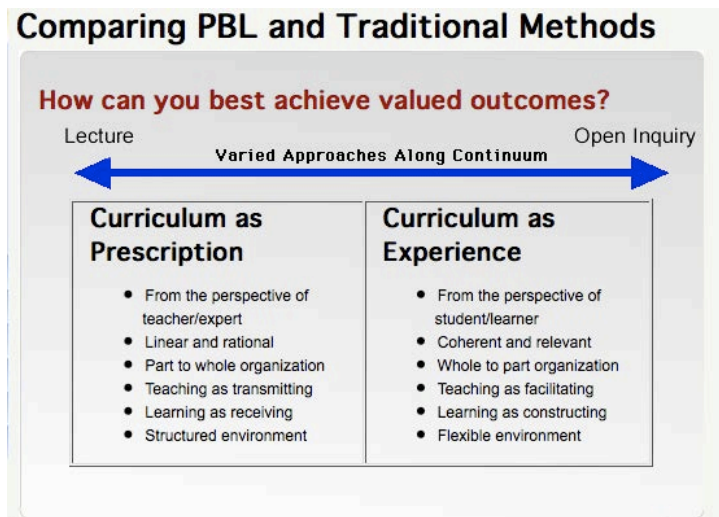 Comparing PBL and Traditional Methods
How can you best achieve valued outcomes?
Lecture
Open Inquiry
Varied Approaches Along Continuum
Curriculum as
Prescription
• From the perspective of
teacher/expert
• Linear and rational
• Part to whole organization
• Teaching as transmitting
• Learning as receiving
• Structured environment
Curriculum as
Experience
• From the perspective of
student/learner
• Coherent and relevant
• Whole to part organization
• Teaching as facilitating
• Learning as constructing
• Flexible environment